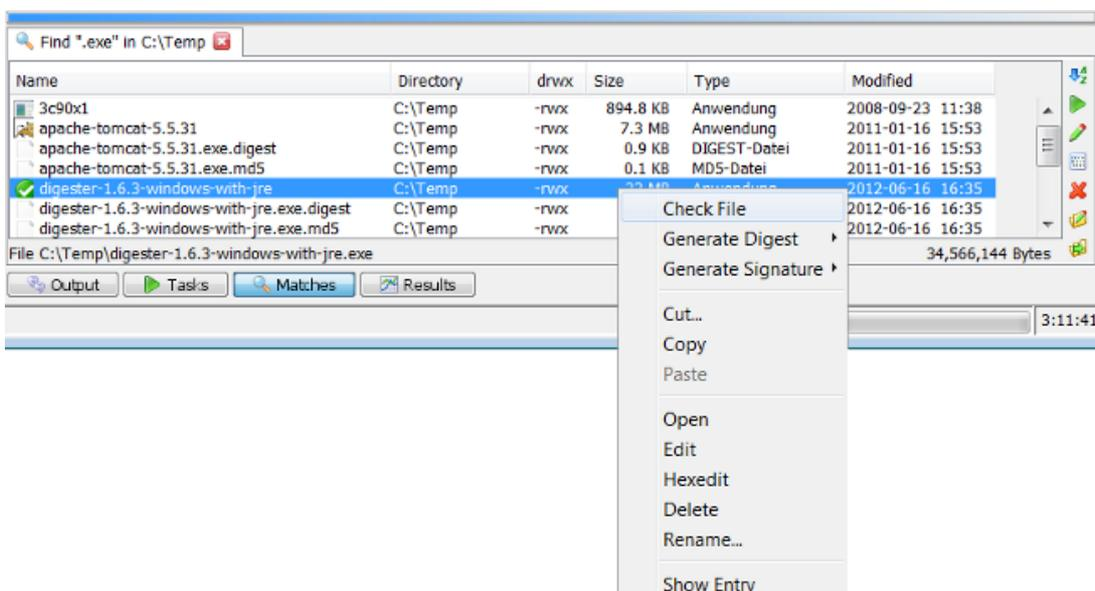 Find ".exe" in C:\Temp
Name Directory drwx Size Type Modified
3c90x1 C:\Temp -rwx 894.8 KB Anwendung 2008-09-23 11:38
apache-tomcat-5.5.31 C:\Temp -rwx 7.3 MB Anwendung 2011-01-16 15:53
apache-tomcat-5.5.31.exe.digest C:\Temp -rwx 0.9 KB DIGEST-Datei 2011-01-16 15:53
apache-tomcat-5.5.31.exe.md5 C:\Temp -rwx 0.1 KB MD5-Datei 2011-01-16 15:53
digester-1.6.3-windows-with-jre C:\Temp -rwx 33 MB Anwendung 2012-06-16 16:35
digester-1.6.3-windows-with-jre.exe.digest C:\Temp -rwx 2012-06-16 16:35
digester-1.6.3-windows-with-jre.exe.md5 C:\Temp -rwx 2012-06-16 16:35
File C:\Temp\digester-1.6.3-windows-with-jre.exe 34,566,144 Bytes
Output Tasks Matches Results
3:11:41
Check File
Generate Digest
Generate Signature
Cut...
Copy
Paste
Open
Edit
Hexedit
Delete
Rename...
Show Entry